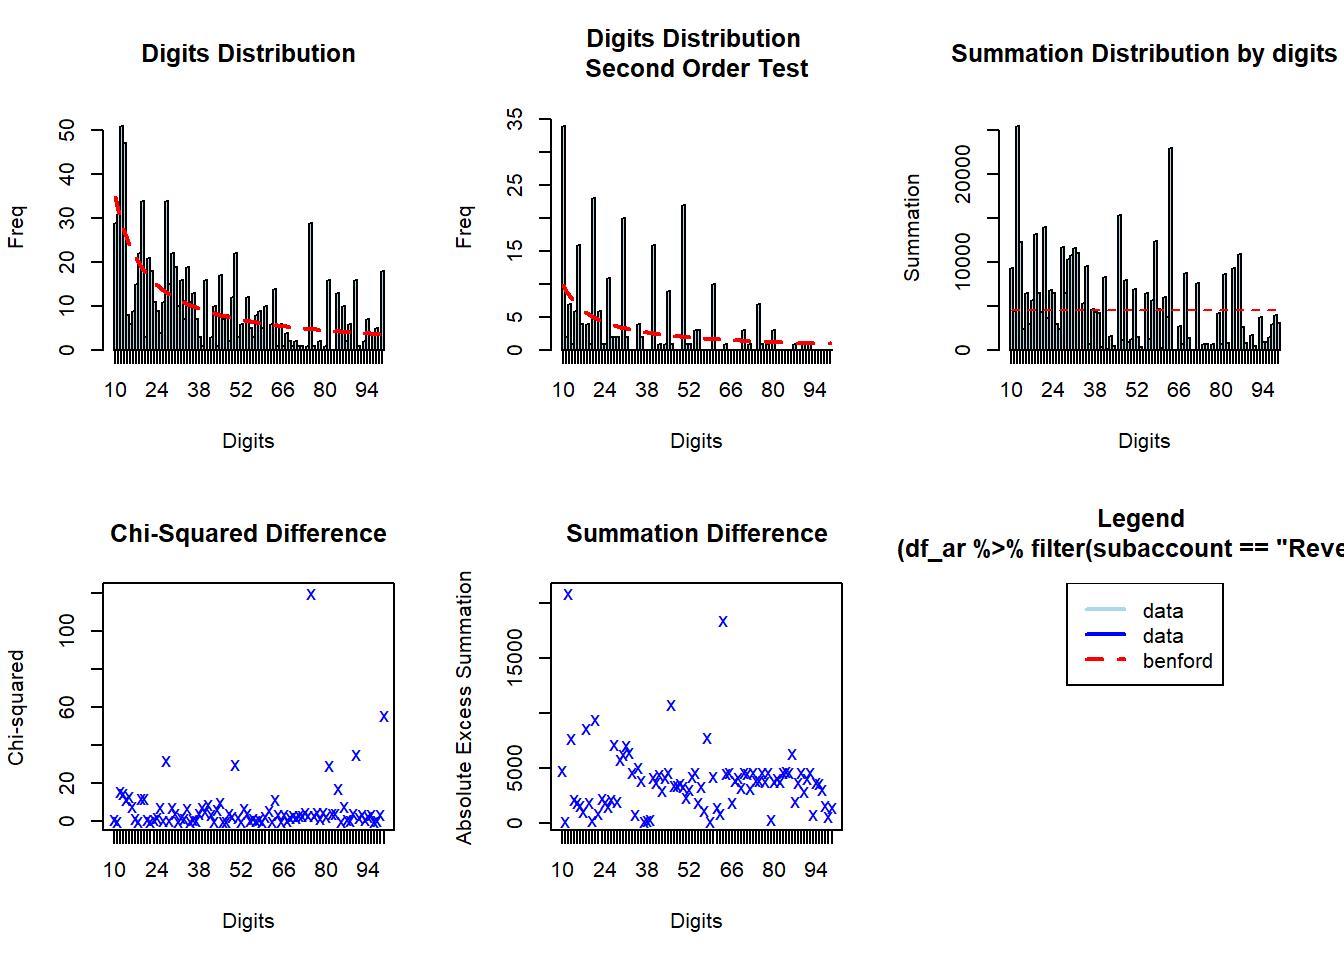 Digits Distribution
Freq
0 10 20 30 40 50
10 24 38 52 66 80 94
Digits
Digits Distribution
Second Order Test
Freq
0 5 15 25 35
10 24 38 52 66 80 94
Digits
Summation Distribution by digits
Summation
0 10000 20000
10 24 38 52 66 80 94
Digits
Chi-Squared Difference
Chi-squared
0 20 60 100
10 24 38 52 66 80 94
Digits
Summation Difference
Absolute Excess Summation
0 5000 15000
10 24 38 52 66 80 94
Digits
Legend
(df_ar %>% filter(subaccount == "Reve
data
data
benford